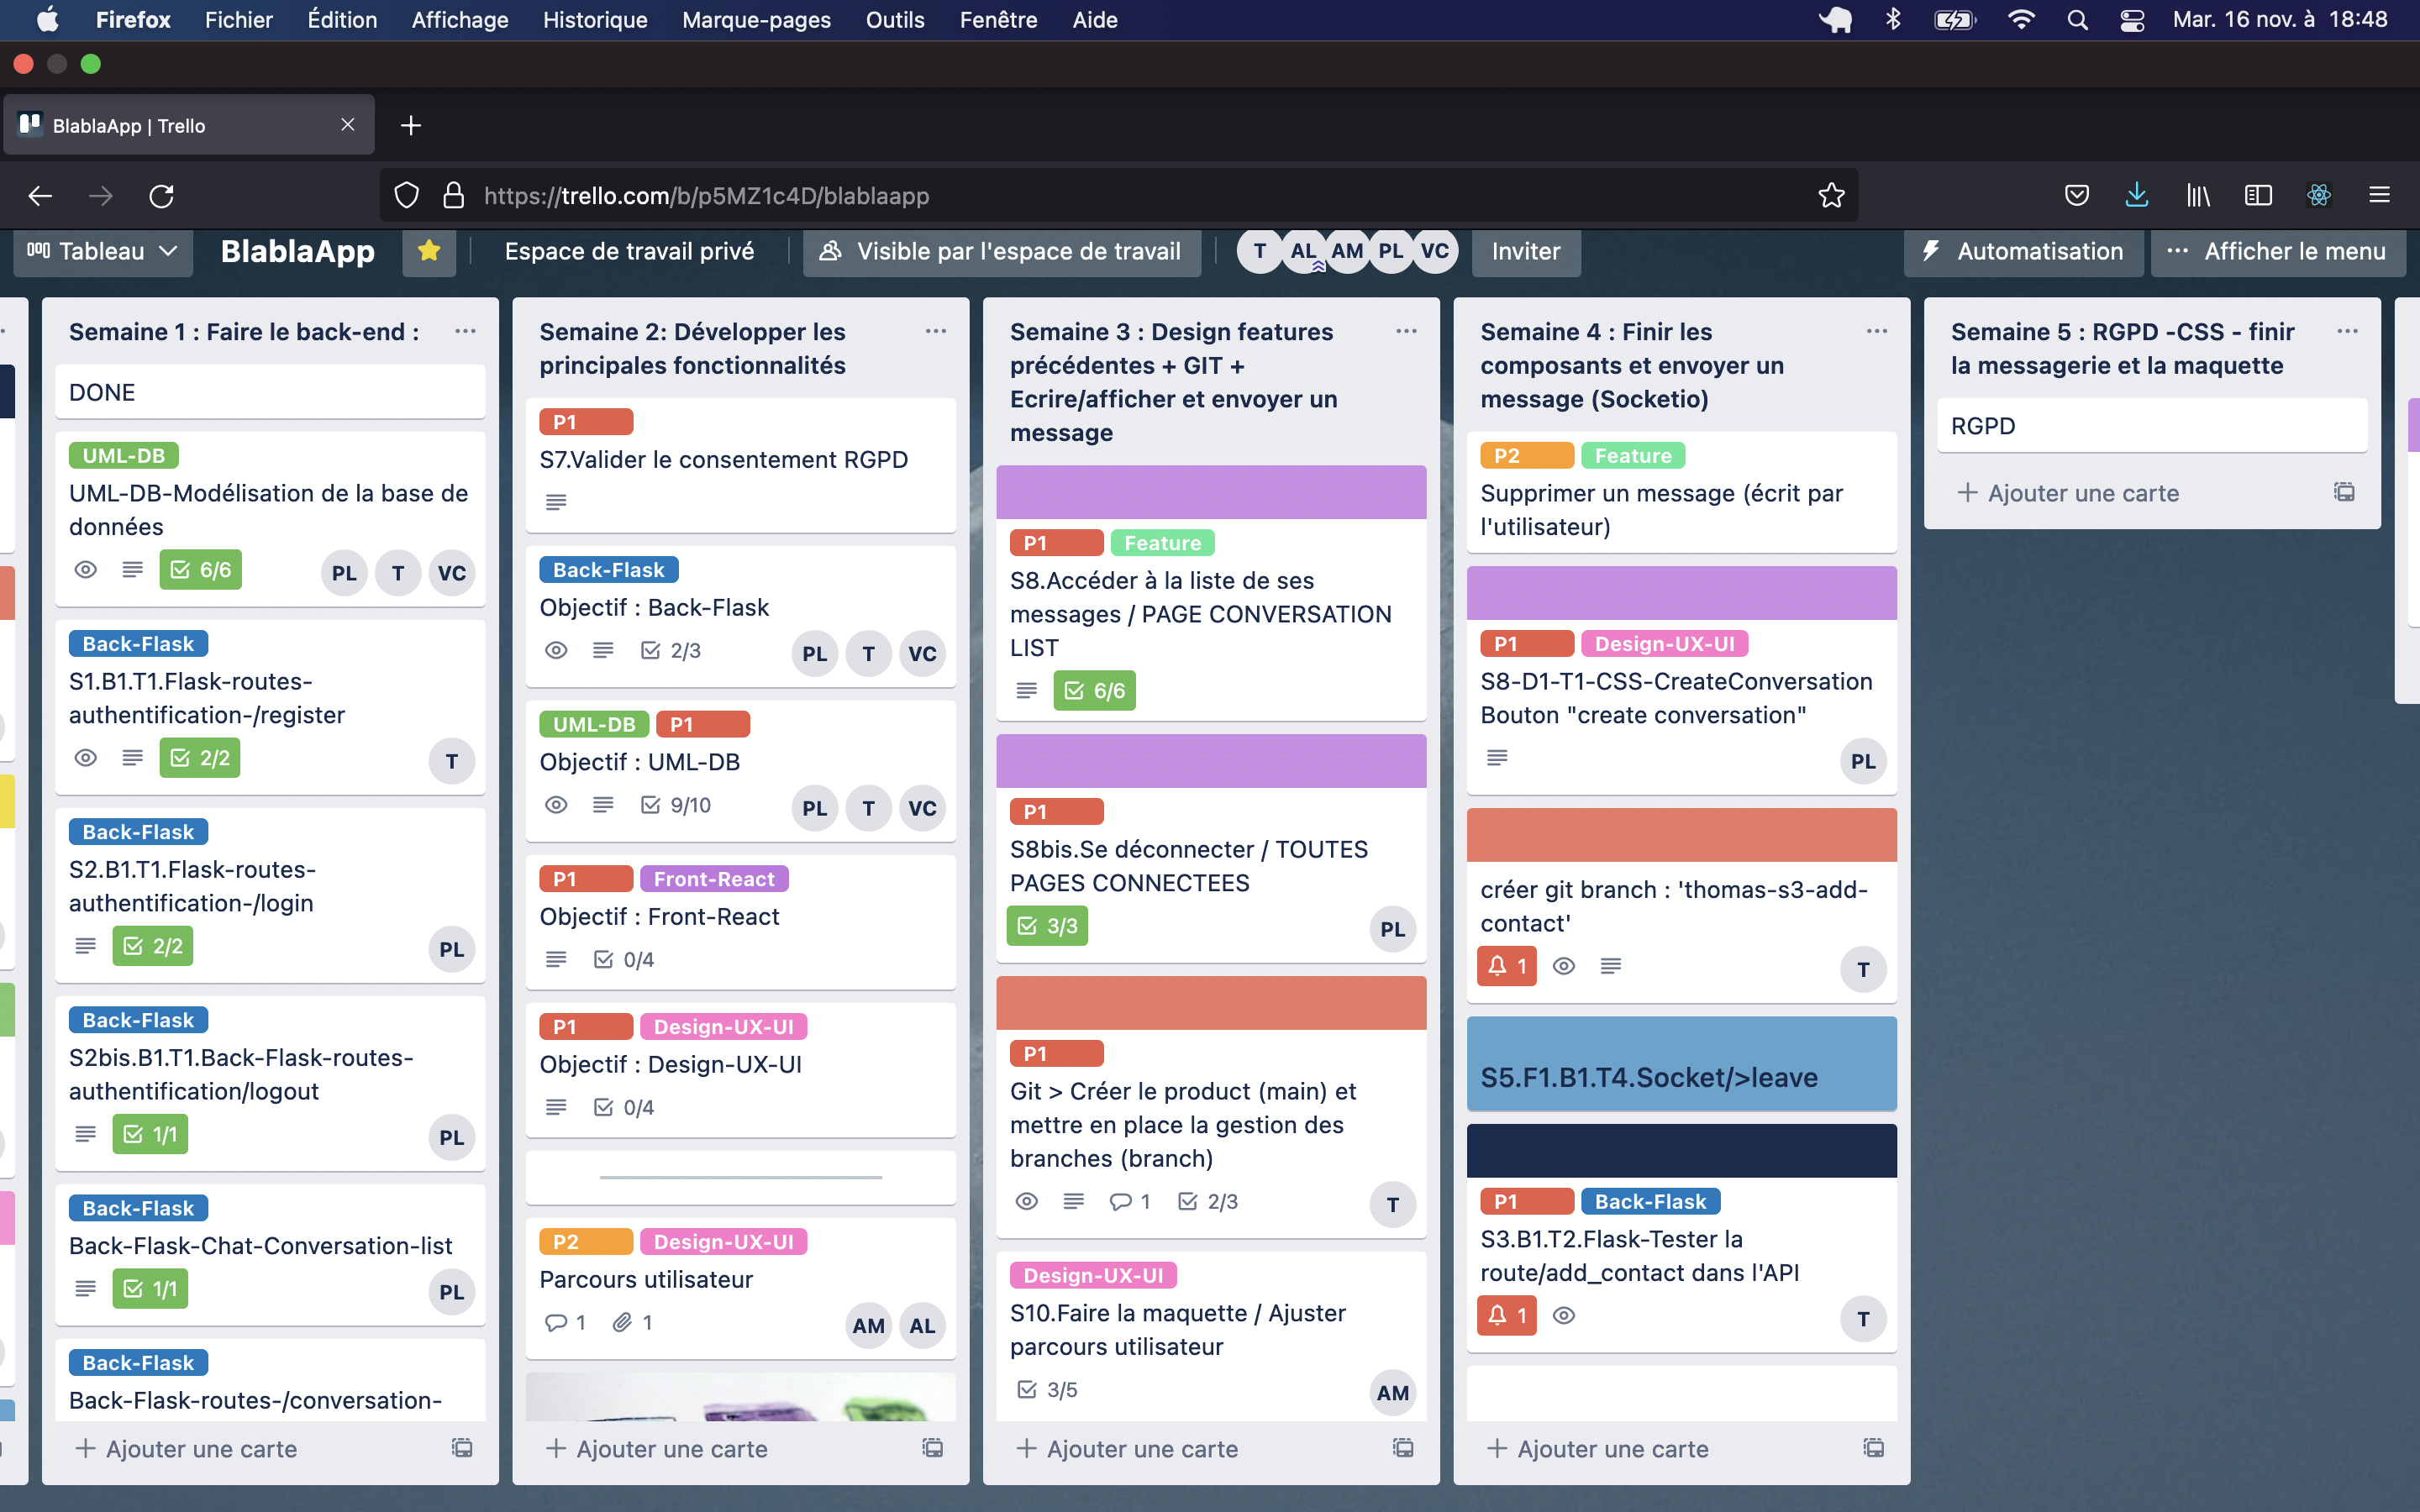 Firefox Fichier Édition Affichage Historique Marque-pages Outils Fenêtre Aide Mar. 16 nov. à 18:48
BlablaApp | Trello
https://trello.com/b/p5MZ1c4D/blablaapp
Tableau BlablaApp Espace de travail privé Visible par l'espace de travail T AL AM PL VC Inviter Automatisation Afficher le menu
Semaine 1 : Faire le back-end :
DONE
UML-DB
UML-DB-Modélisation de la base de
données
6/6 PL T VC
Back-Flask
S1.B1.T1.Flask-routes-
authentification-/register
2/2 T
Back-Flask
S2.B1.T1.Flask-routes-
authentification-/login
2/2 PL
Back-Flask
S2bis.B1.T1.Back-Flask-routes-
authentification/logout
1/1 PL
Back-Flask
Back-Flask-Chat-Conversation-list
1/1 PL
Back-Flask
Back-Flask-routes-/conversation-
Ajouter une carte
Semaine 2: Développer les
principales fonctionnalités
P1
S7.Valider le consentement RGPD
Back-Flask
Objectif : Back-Flask
2/3 PL T VC
UML-DB P1
Objectif : UML-DB
9/10 PL T VC
P1 Front-React
Objectif : Front-React
0/4
P1 Design-UX-UI
Objectif : Design-UX-UI
0/4
P2 Design-UX-UI
Parcours utilisateur
1 1 AM AL
Ajouter une carte
Semaine 3 : Design features
précédentes + GIT +
Ecrire/afficher et envoyer un
message
P1 Feature
S8.Accéder à la liste de ses
messages / PAGE CONVERSATION
LIST
6/6
P1
S8bis.Se déconnecter / TOUTES
PAGES CONNECTEES
3/3 PL
P1
Git > Créer le product (main) et
mettre en place la gestion des
branches (branch)
1 2/3 T
Design-UX-UI
S10.Faire la maquette / Ajuster
parcours utilisateur
3/5 AM
Ajouter une carte
Semaine 4 : Finir les
composants et envoyer un
message (Socketio)
P2 Feature
Supprimer un message (écrit par
l'utilisateur)
P1 Design-UX-UI
S8-D1-T1-CSS-CreateConversation
Bouton "create conversation"
PL
créer git branch : 'thomas-s3-add-
contact'
1 T
S5.F1.B1.T4.Socket/>leave
P1 Back-Flask
S3.B1.T2.Flask-Tester la
route/add_contact dans l'API
1 T
Ajouter une carte
Semaine 5 : RGPD -CSS - finir
la messagerie et la maquette
RGPD
Ajouter une carte